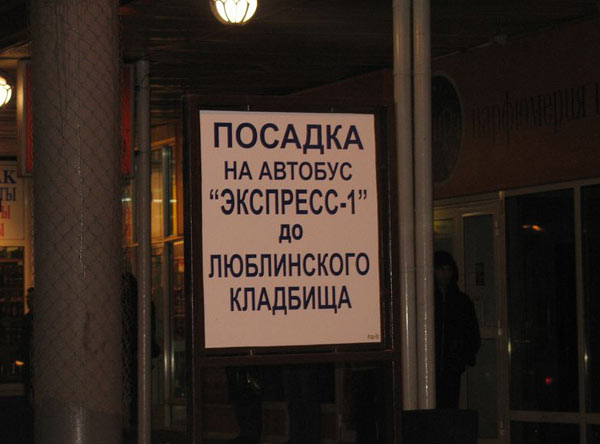 ПОСАДКА
НА АВТОБУС
“ЭКСПРЕСС-1”
ДО
ЛЮБЛИНСКОГО
КЛАДБИЩА
парфюмерия